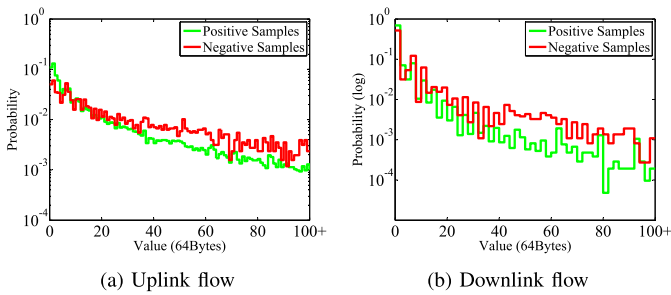 10^0
10^-1
10^-2
10^-3
10^-4
Probability
Positive Samples
Negative Samples
0 20 40 60 80 100+
Value (64Bytes)
(a) Uplink flow
10^0
10^-1
10^-2
10^-3
10^-4
Probability (log)
Positive Samples
Negative Samples
0 20 40 60 80 100+
Value (64Bytes)
(b) Downlink flow